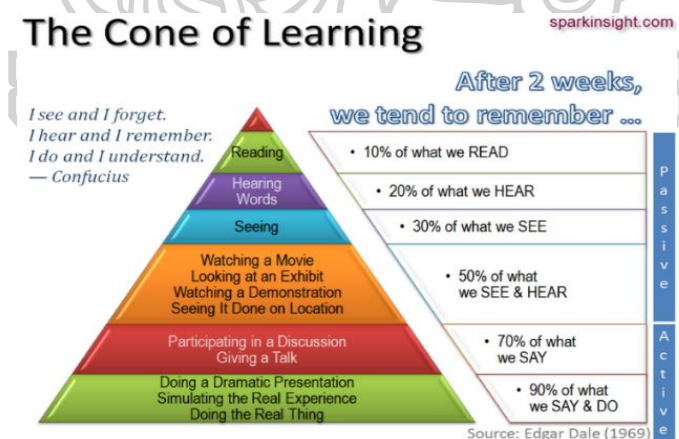 sparkinsight.com
The Cone of Learning
After 2 weeks,
we tend to remember ...
I see and I forget.
I hear and I remember.
I do and I understand.
— Confucius
Reading
• 10% of what we READ
Hearing
Words
• 20% of what we HEAR
Seeing
• 30% of what we SEE
Watching a Movie
Looking at an Exhibit
Watching a Demonstration
Seeing It Done on Location
• 50% of what
we SEE & HEAR
Participating in a Discussion
Giving a Talk
• 70% of what
we SAY
Doing a Dramatic Presentation
Simulating the Real Experience
Doing the Real Thing
• 90% of what
we SAY & DO
Passive
Active
Source: Edgar Dale (1969)